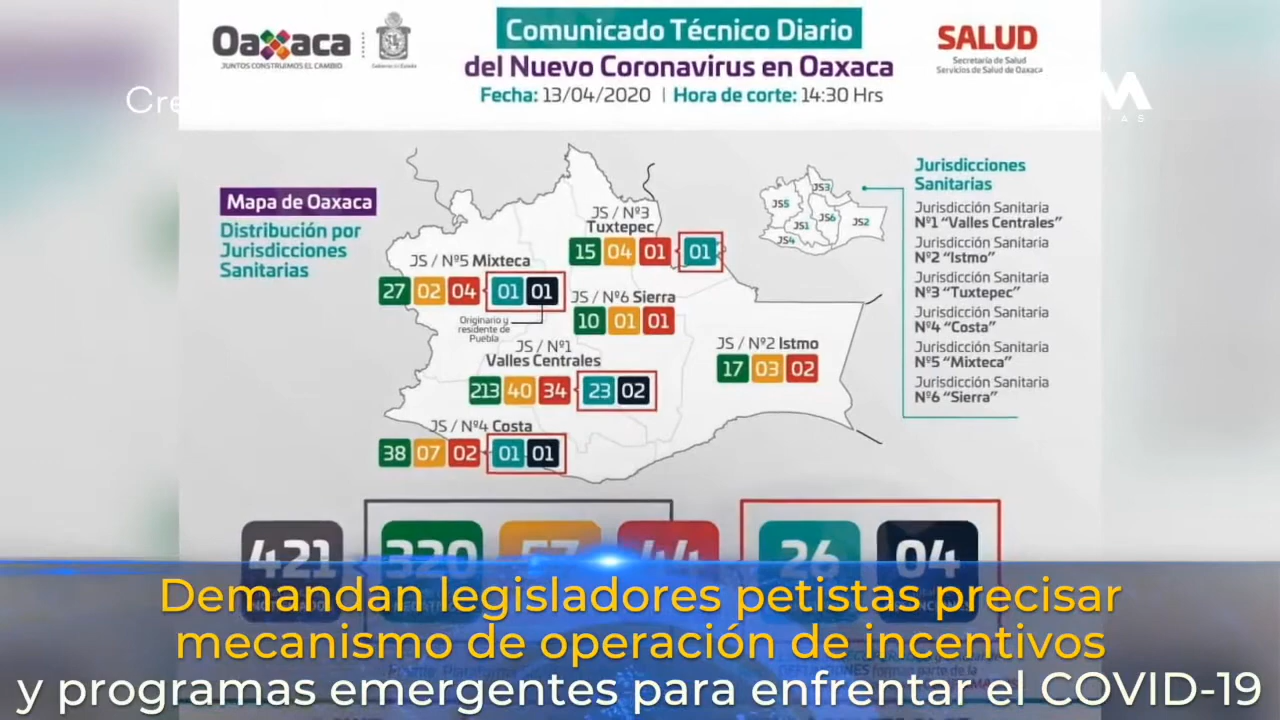 Oaxaca
JUNTOS CONSTRUIMOS EL CAMBIO
Comunicado Técnico Diario
del Nuevo Coronavirus en Oaxaca
Fecha: 13/04/2020 | Hora de corte: 14:30 Hrs
SALUD
Secretaría de Salud
Servicios de Salud de Oaxaca
Mapa de Oaxaca
Distribución por
Jurisdicciones
Sanitarias
JS / Nº3
Tuxtepec
15 04 01 01
JS / Nº5 Mixteca
27 02 04 01 01
Originario y
residente de
Puebla
JS / Nº6 Sierra
10 01 01
JS / Nº1
Valles Centrales
213 40 34 23 02
JS / Nº2 Istmo
17 03 02
JS / Nº4 Costa
38 07 02 01 01
JS3
JS5
JS6
JS1
JS2
JS4
Jurisdicciones
Sanitarias
Jurisdicción Sanitaria
Nº1 “Valles Centrales”
Jurisdicción Sanitaria
Nº2 “Istmo”
Jurisdicción Sanitaria
Nº3 “Tuxtepec”
Jurisdicción Sanitaria
Nº4 “Costa”
Jurisdicción Sanitaria
Nº5 “Mixteca”
Jurisdicción Sanitaria
Nº6 “Sierra”
421 320 57 44 26 04
Demandan legisladores petistas precisar
mecanismo de operación de incentivos
y programas emergentes para enfrentar el COVID-19